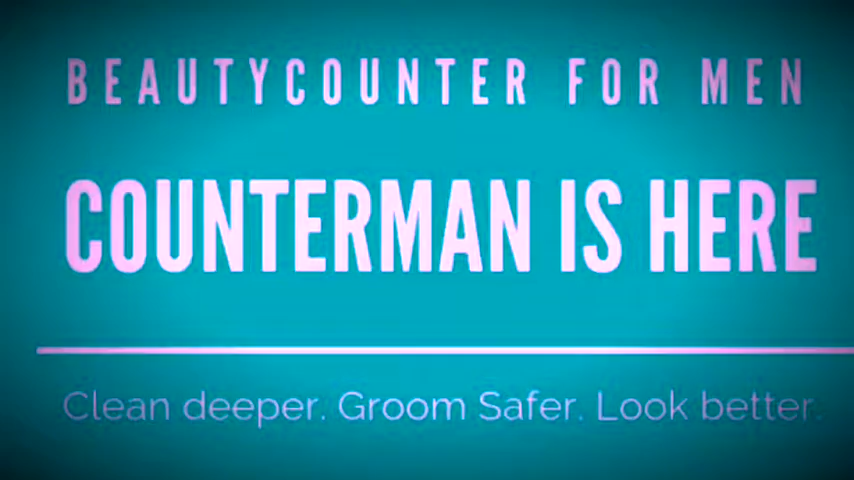 BEAUTYCOUNTER FOR MEN
COUNTERMAN IS HERE
Clean deeper. Groom Safer. Look better.